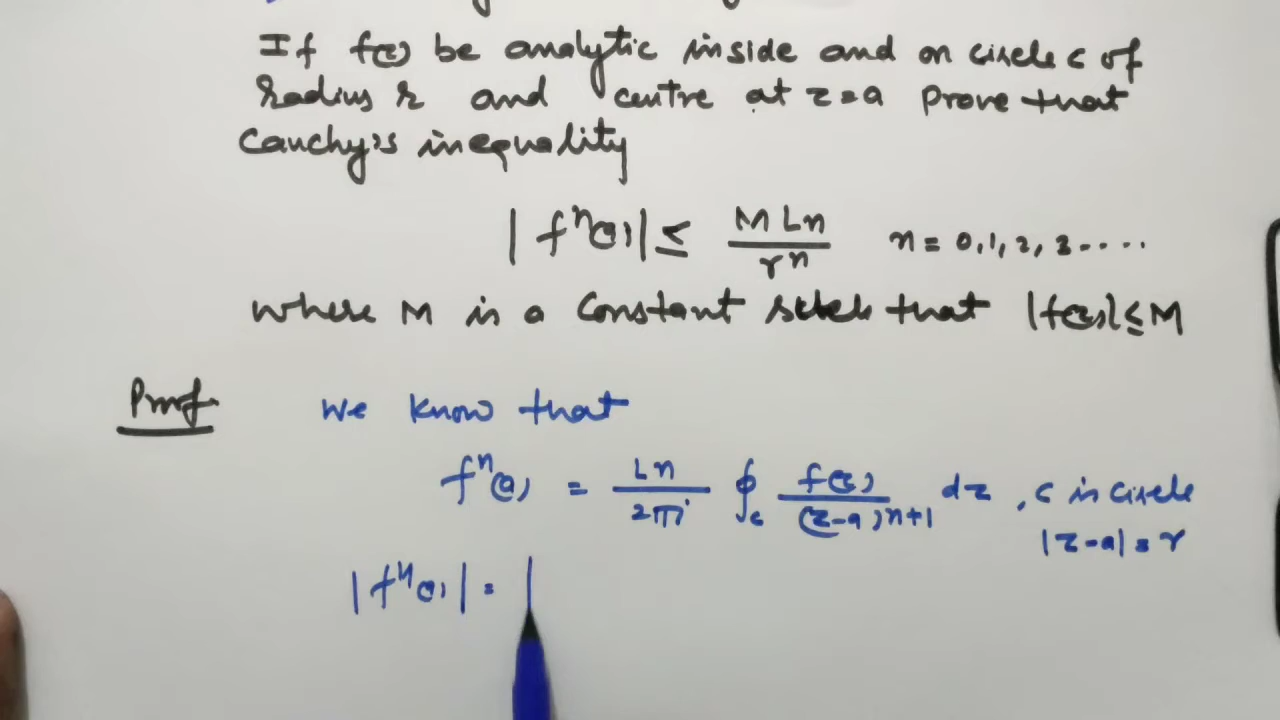 If f(z) be analytic inside and on circle c of
radius r and centre at z=a prove that
Cauchy's inequality
|fⁿ(a)| ≤ M Ln / rⁿ n = 0, 1, 2, 3 ....
where M is a constant such that |f(z)| ≤ M
Proof
We know that
fⁿ(a) = Ln / 2πi ∮c f(z) / (z-a)ⁿ⁺¹ dz , c is circle
|z-a| = r
|fⁿ(a)| = |